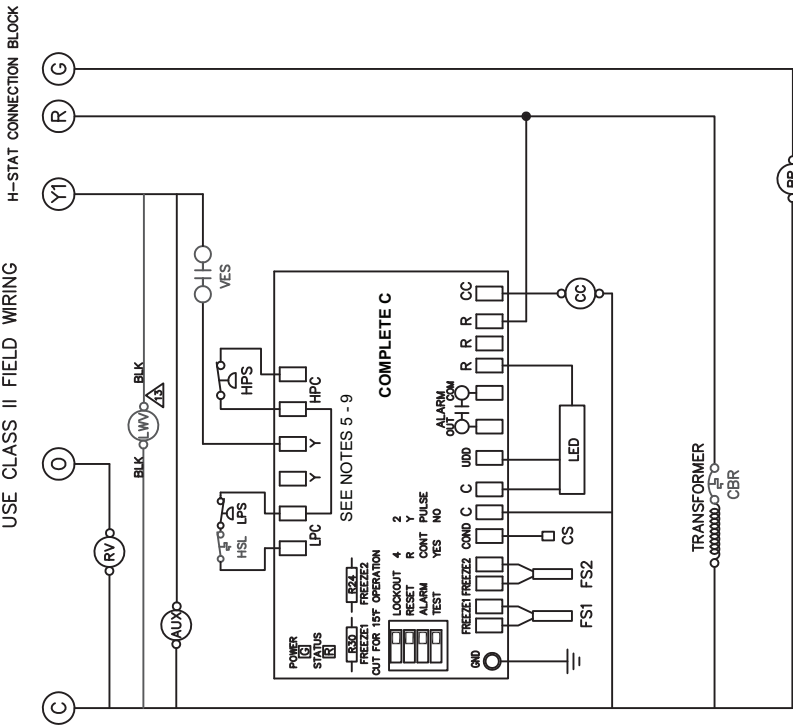 H-STAT CONNECTION BLOCK
USE CLASS II FIELD WIRING
G
R
Y1
O
C
BLK
13
LWV
BLK
RV
AUX
VES
HPS
HPC
LPS
HSL
LPC
Y
Y
SEE NOTES 5 - 9
COMPLETE C
POWER
G
STATUS
R
R30
FREEZE1
R24
FREEZE2
CUT FOR 15°F OPERATION
LOCKOUT 4 2
RESET R Y
ALARM CONT PULSE
TEST YES NO
GND
FREEZE1
FREEZE2
COND
C
C
UDD
ALARM
OUT
COM
R
R
R
CC
CC
LED
CS
FS2
FS1
TRANSFORMER
CBR